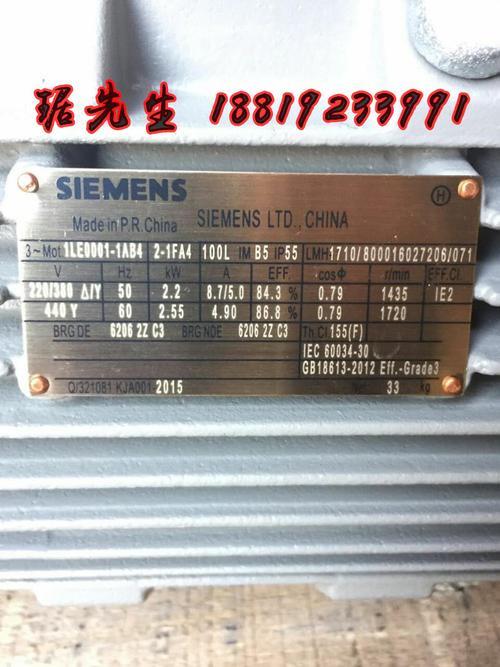 琚先生 18819233991
SIEMENS
Made in P.R. China SIEMENS LTD., CHINA
3~Mot 1LE0001-1AB4 2-1FA4 100L IM B5 IP55 LMH1710/800016027206/071
V Hz kW A EFF. cosΦ r/min EFF.Cl.
220/380 Δ/Y 50 2.2 8.7/5.0 84.3 % 0.79 1435 IE2
440 Y 60 2.55 4.90 86.8 % 0.79 1720
BRG DE 6206 2Z C3 BRG NDE 6206 2Z C3 Th.Cl 155(F)
IEC 60034-30
GB18613-2012 Eff.-Grade3
Q/321081 KJA001-2015 Net: 33 kg